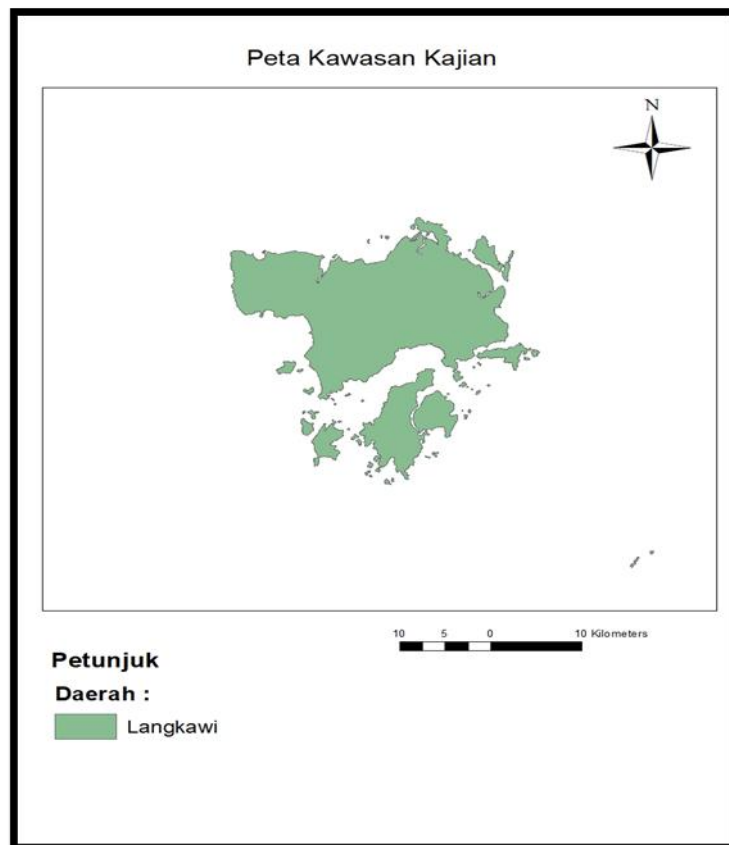 Peta Kawasan Kajian
N
10 5 0 10 Kilometers
Petunjuk
Daerah :
Langkawi